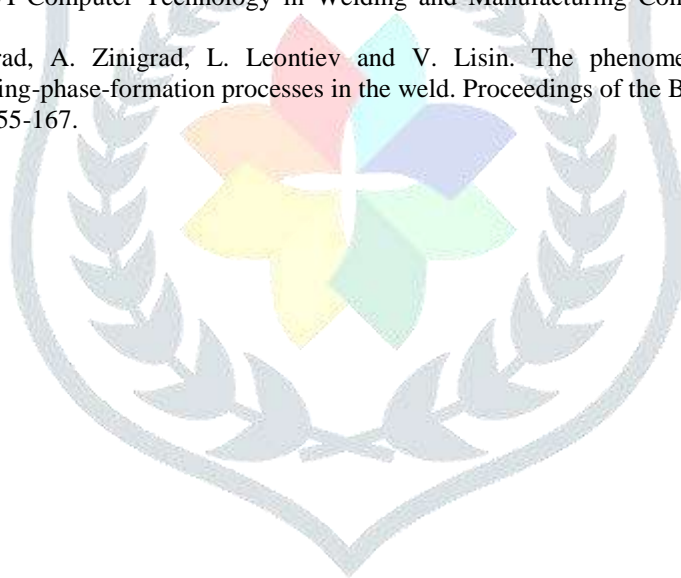 Computer Technology in Welding and Manufacturing Con
rad, A. Zinigrad, L. Leontiev and V. Lisin. The phenome
ing-phase-formation processes in the weld. Proceedings of the B
55-167.